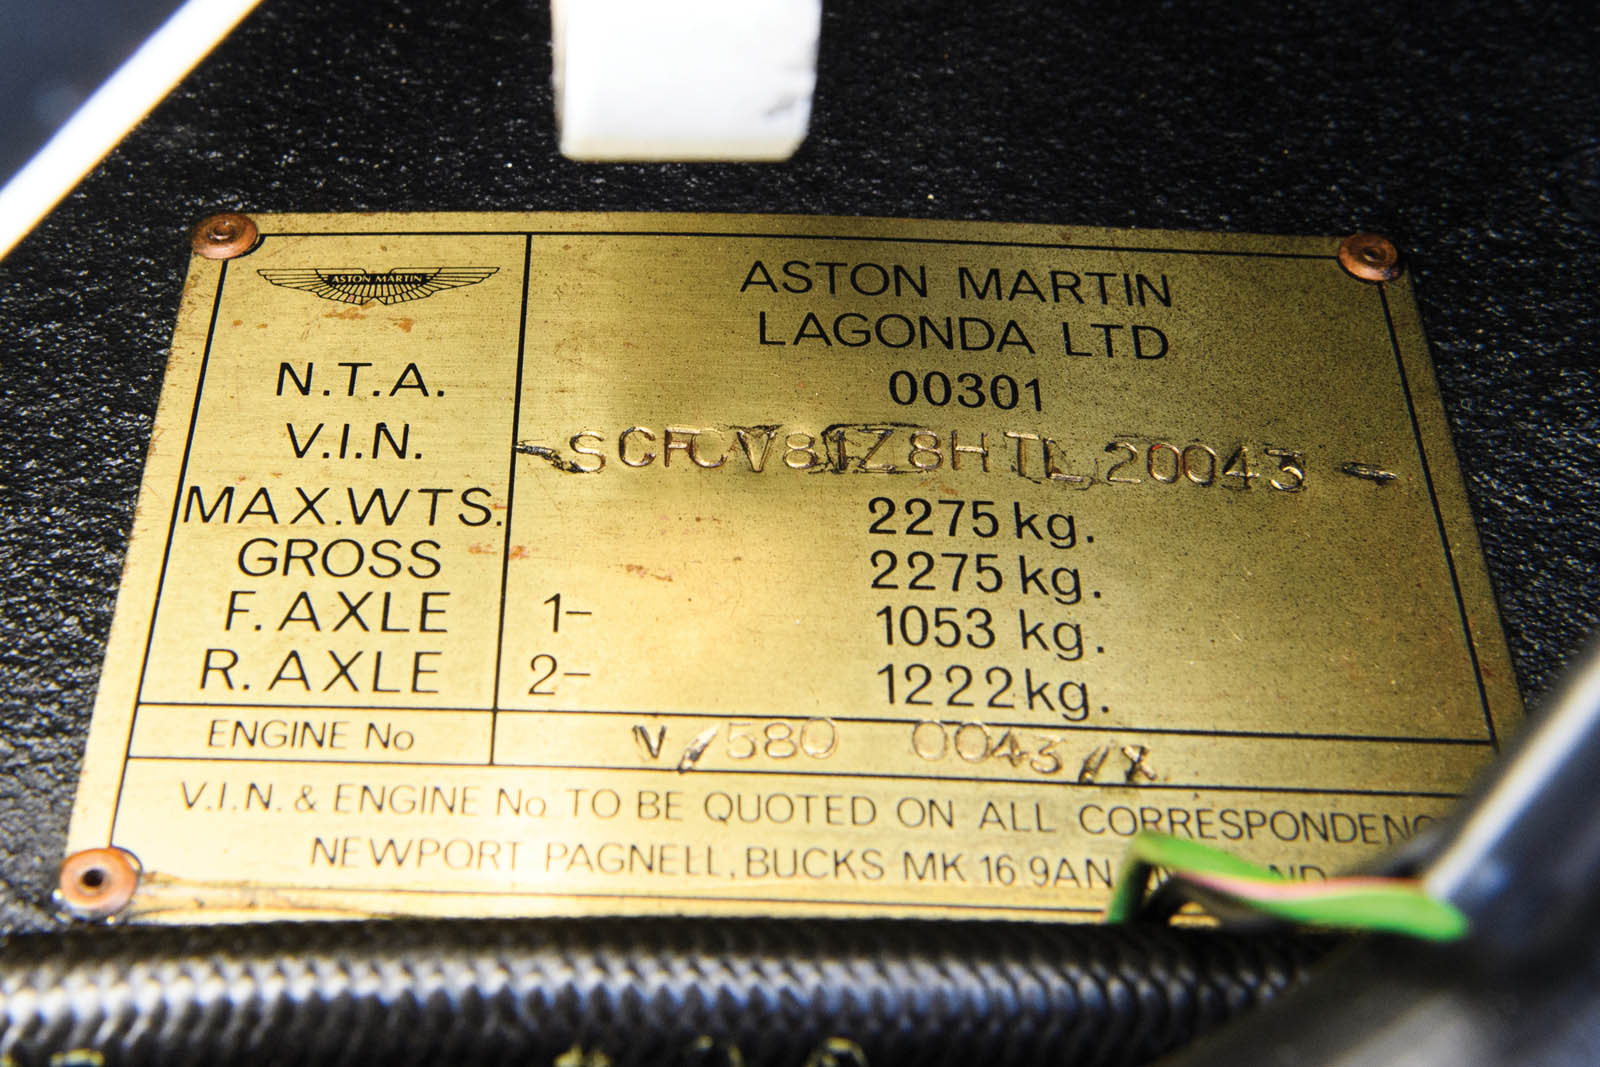 ASTON MARTIN
ASTON MARTIN
LAGONDA LTD
N.T.A. 00301
V.I.N. -SCFCV81Z8HTL20043-
MAX.WTS. 2275 kg.
GROSS 2275 kg.
F. AXLE 1- 1053 kg.
R. AXLE 2- 1222 kg.
ENGINE No V/580 0043/X
V.I.N. & ENGINE No TO BE QUOTED ON ALL
NEWPORT PAGNELL, BUCKS MK 16 9AN